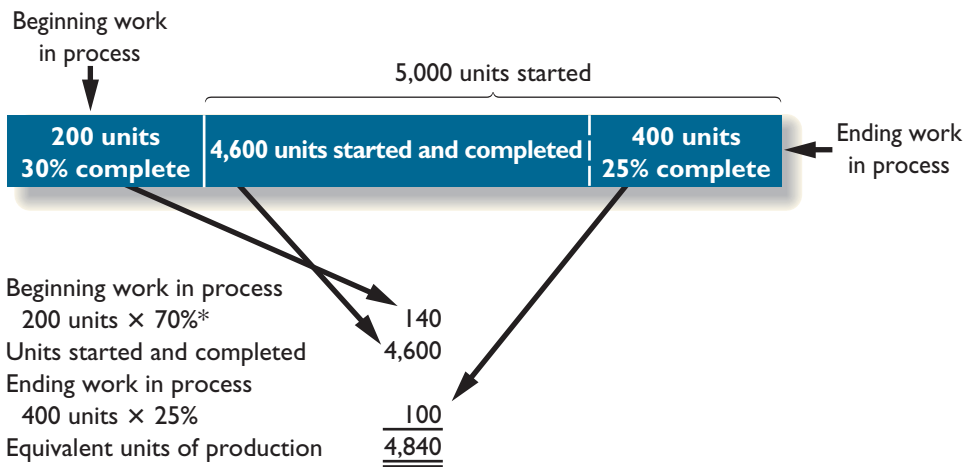 Beginning work
in process
5,000 units started
200 units
30% complete
4,600 units started and completed
400 units
25% complete
Ending work
in process
Beginning work in process
200 units × 70%* 140
Units started and completed 4,600
Ending work in process
400 units × 25% 100
Equivalent units of production 4,840